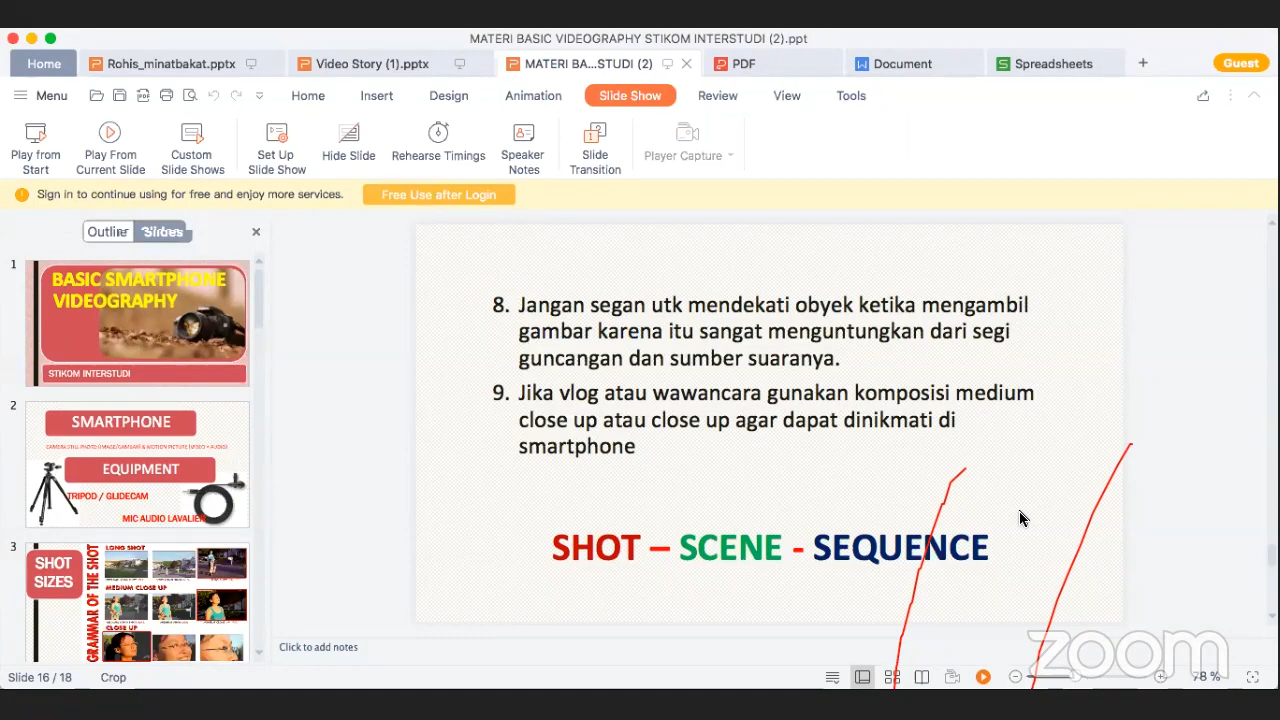 MATERI BASIC VIDEOGRAPHY STIKOM INTERSTUDI (2).ppt
Home
Rohis_minatbakat.pptx
Video Story (1).pptx
MATERI BA...STUDI (2)
PDF
Document
Spreadsheets
Guest
Menu
Home
Insert
Design
Animation
Slide Show
Review
View
Tools
Play from
Start
Play From
Current Slide
Custom
Slide Shows
Set Up
Slide Show
Hide Slide
Rehearse Timings
Speaker
Notes
Slide
Transition
Player Capture
Sign in to continue using for free and enjoy more services.
Free Use after Login
Outline
Slides
1
BASIC SMARTPHONE
VIDEOGRAPHY
STIKOM INTERSTUDI
2
SMARTPHONE
EQUIPMENT
TRIPOD / GLIDECAM
MIC AUDIO LAVALIER
3
SHOT
SIZES
GRAMMAR OF THE SHOT
LONG SHOT
MEDIUM CLOSE UP
CLOSE UP
8. Jangan segan utk mendekati obyek ketika mengambil
gambar karena itu sangat menguntungkan dari segi
guncangan dan sumber suaranya.
9. Jika vlog atau wawancara gunakan komposisi medium
close up atau close up agar dapat dinikmati di
smartphone
SHOT – SCENE - SEQUENCE
Click to add notes
zoom
Slide 16 / 18
Crop
78 %